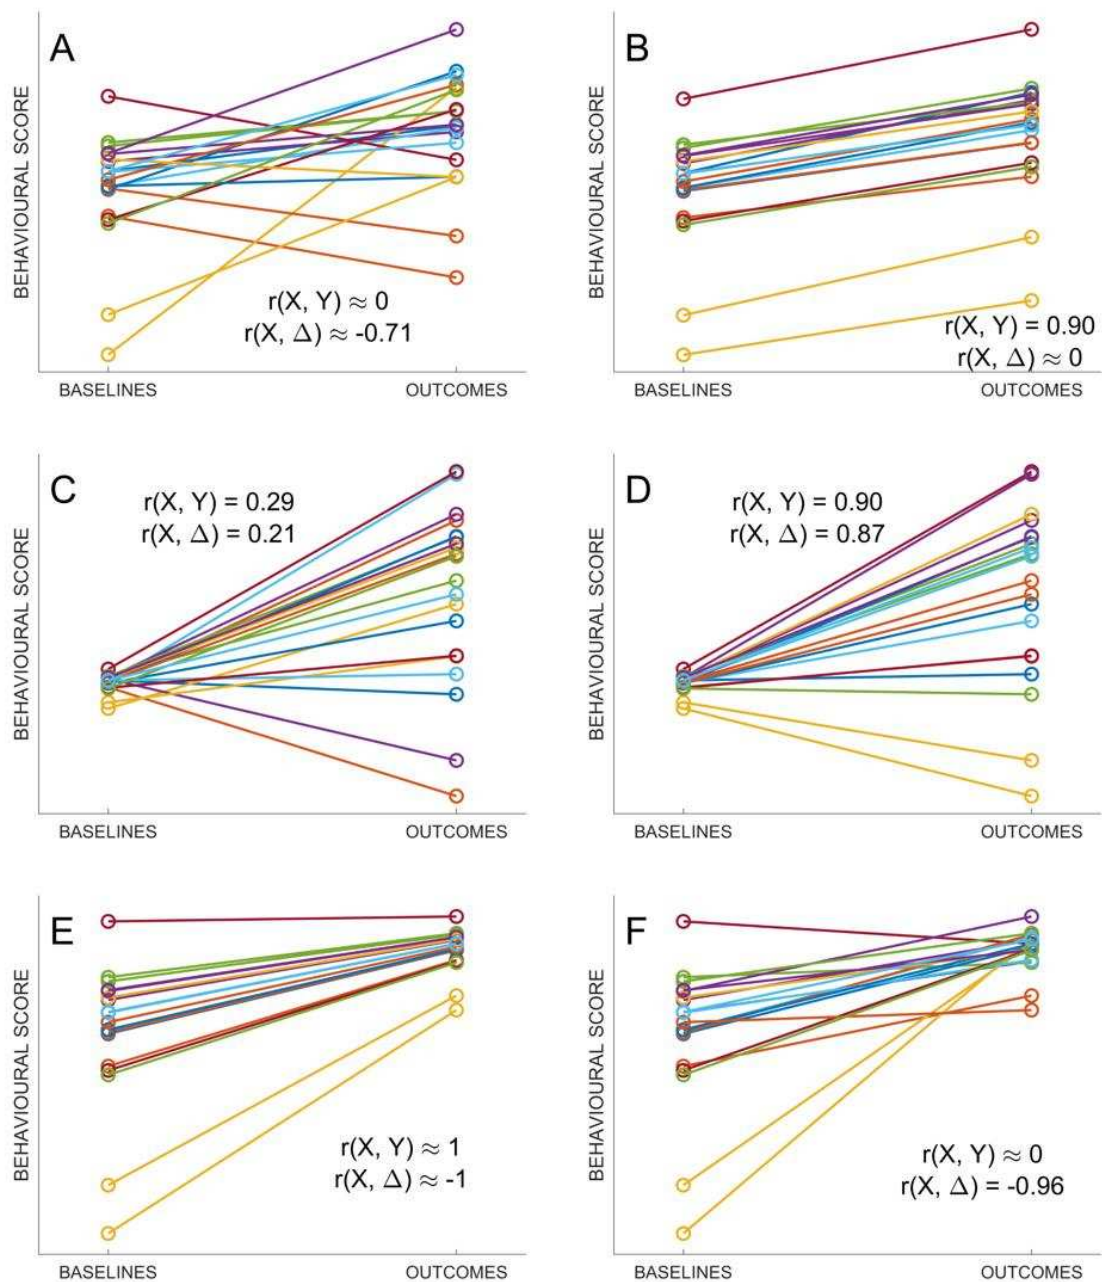 A
BEHAVIOURAL SCORE
r(X, Y) ≈ 0
r(X, Δ) ≈ -0.71
BASELINES
OUTCOMES
B
BEHAVIOURAL SCORE
r(X, Y) = 0.90
r(X, Δ) ≈ 0
BASELINES
OUTCOMES
C
BEHAVIOURAL SCORE
r(X, Y) = 0.29
r(X, Δ) = 0.21
BASELINES
OUTCOMES
D
BEHAVIOURAL SCORE
r(X, Y) = 0.90
r(X, Δ) = 0.87
BASELINES
OUTCOMES
E
BEHAVIOURAL SCORE
r(X, Y) ≈ 1
r(X, Δ) ≈ -1
BASELINES
OUTCOMES
F
BEHAVIOURAL SCORE
r(X, Y) ≈ 0
r(X, Δ) = -0.96
BASELINES
OUTCOMES